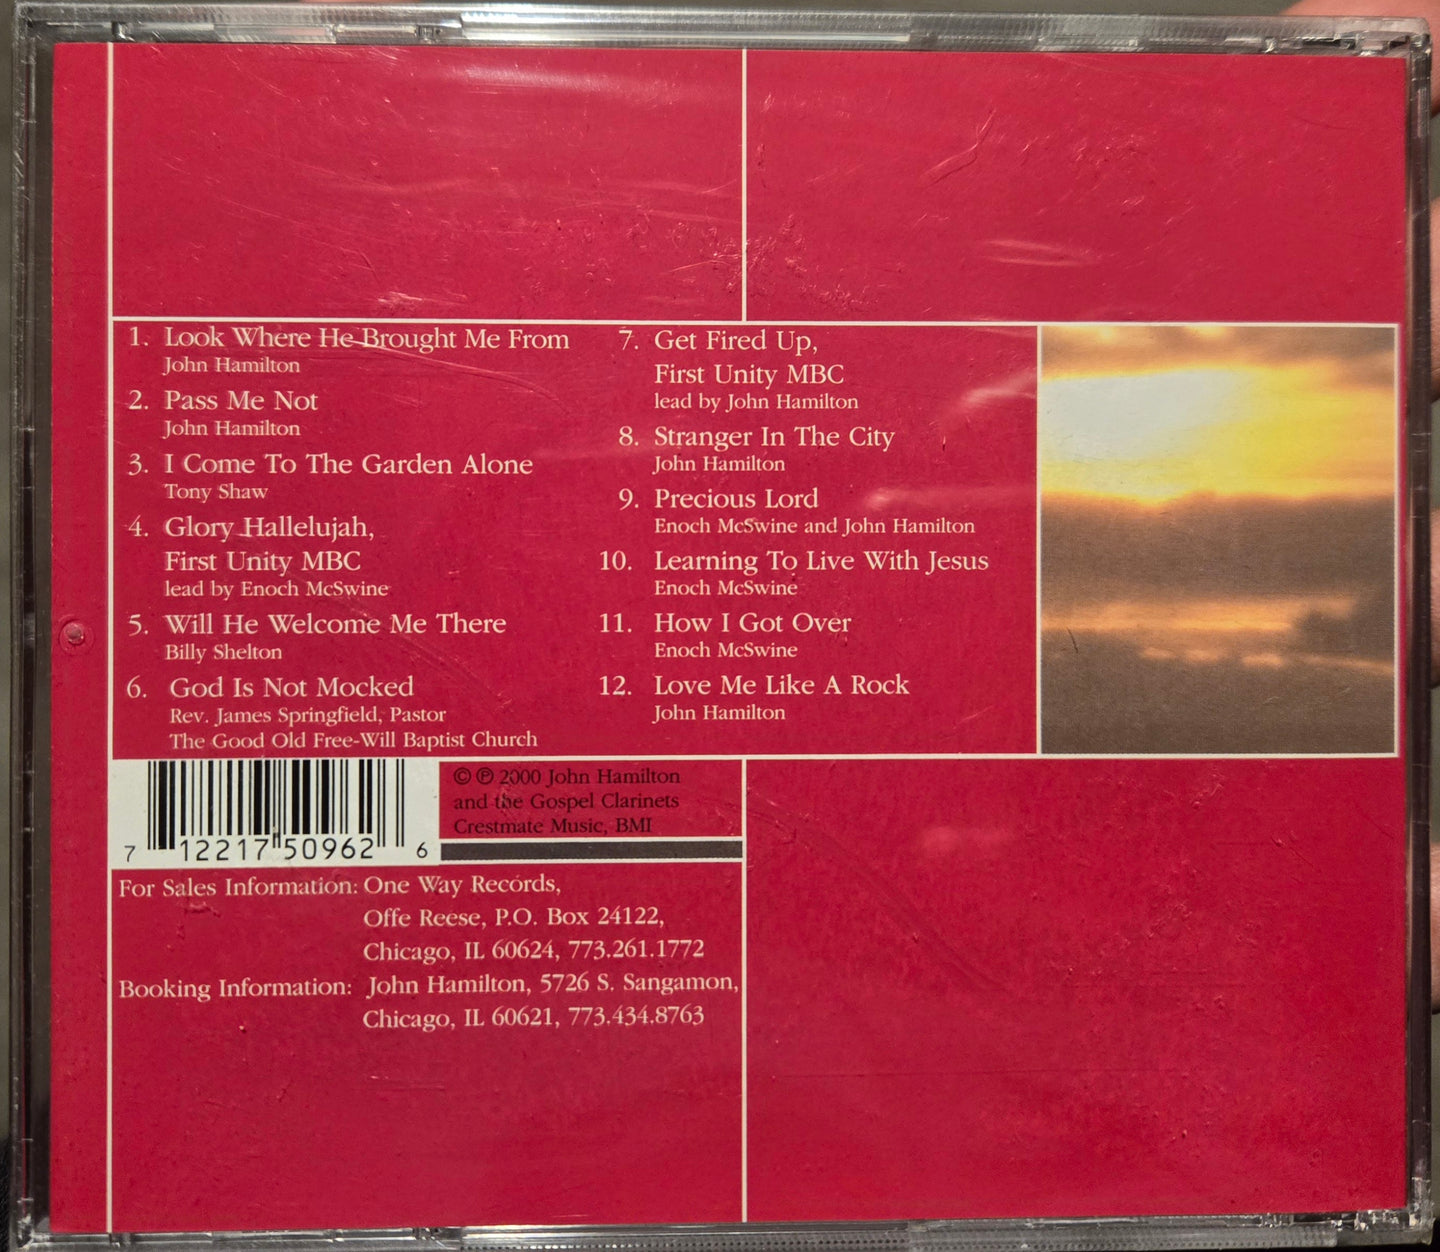 1. Look Where He Brought Me From
John Hamilton
2. Pass Me Not
John Hamilton
3. I Come To The Garden Alone
Tony Shaw
4. Glory Hallelujah,
First Unity MBC
lead by Enoch McSwine
5. Will He Welcome Me There
Billy Shelton
6. God Is Not Mocked
Rev. James Springfield, Pastor
The Good Old Free-Will Baptist Church
7. Get Fired Up,
First Unity MBC
lead by John Hamilton
8. Stranger In The City
John Hamilton
9. Precious Lord
Enoch McSwine and John Hamilton
10. Learning To Live With Jesus
Enoch McSwine
11. How I Got Over
Enoch McSwine
12. Love Me Like A Rock
John Hamilton
7 12217 50962 6
© ℗ 2000 John Hamilton
and the Gospel Clarinets
Crestmate Music, BMI
For Sales Information: One Way Records,
Offe Reese, P.O. Box 24122,
Chicago, IL 60624, 773.261.1772
Booking Information: John Hamilton, 5726 S. Sangamon,
Chicago, IL 60621, 773.434.8763